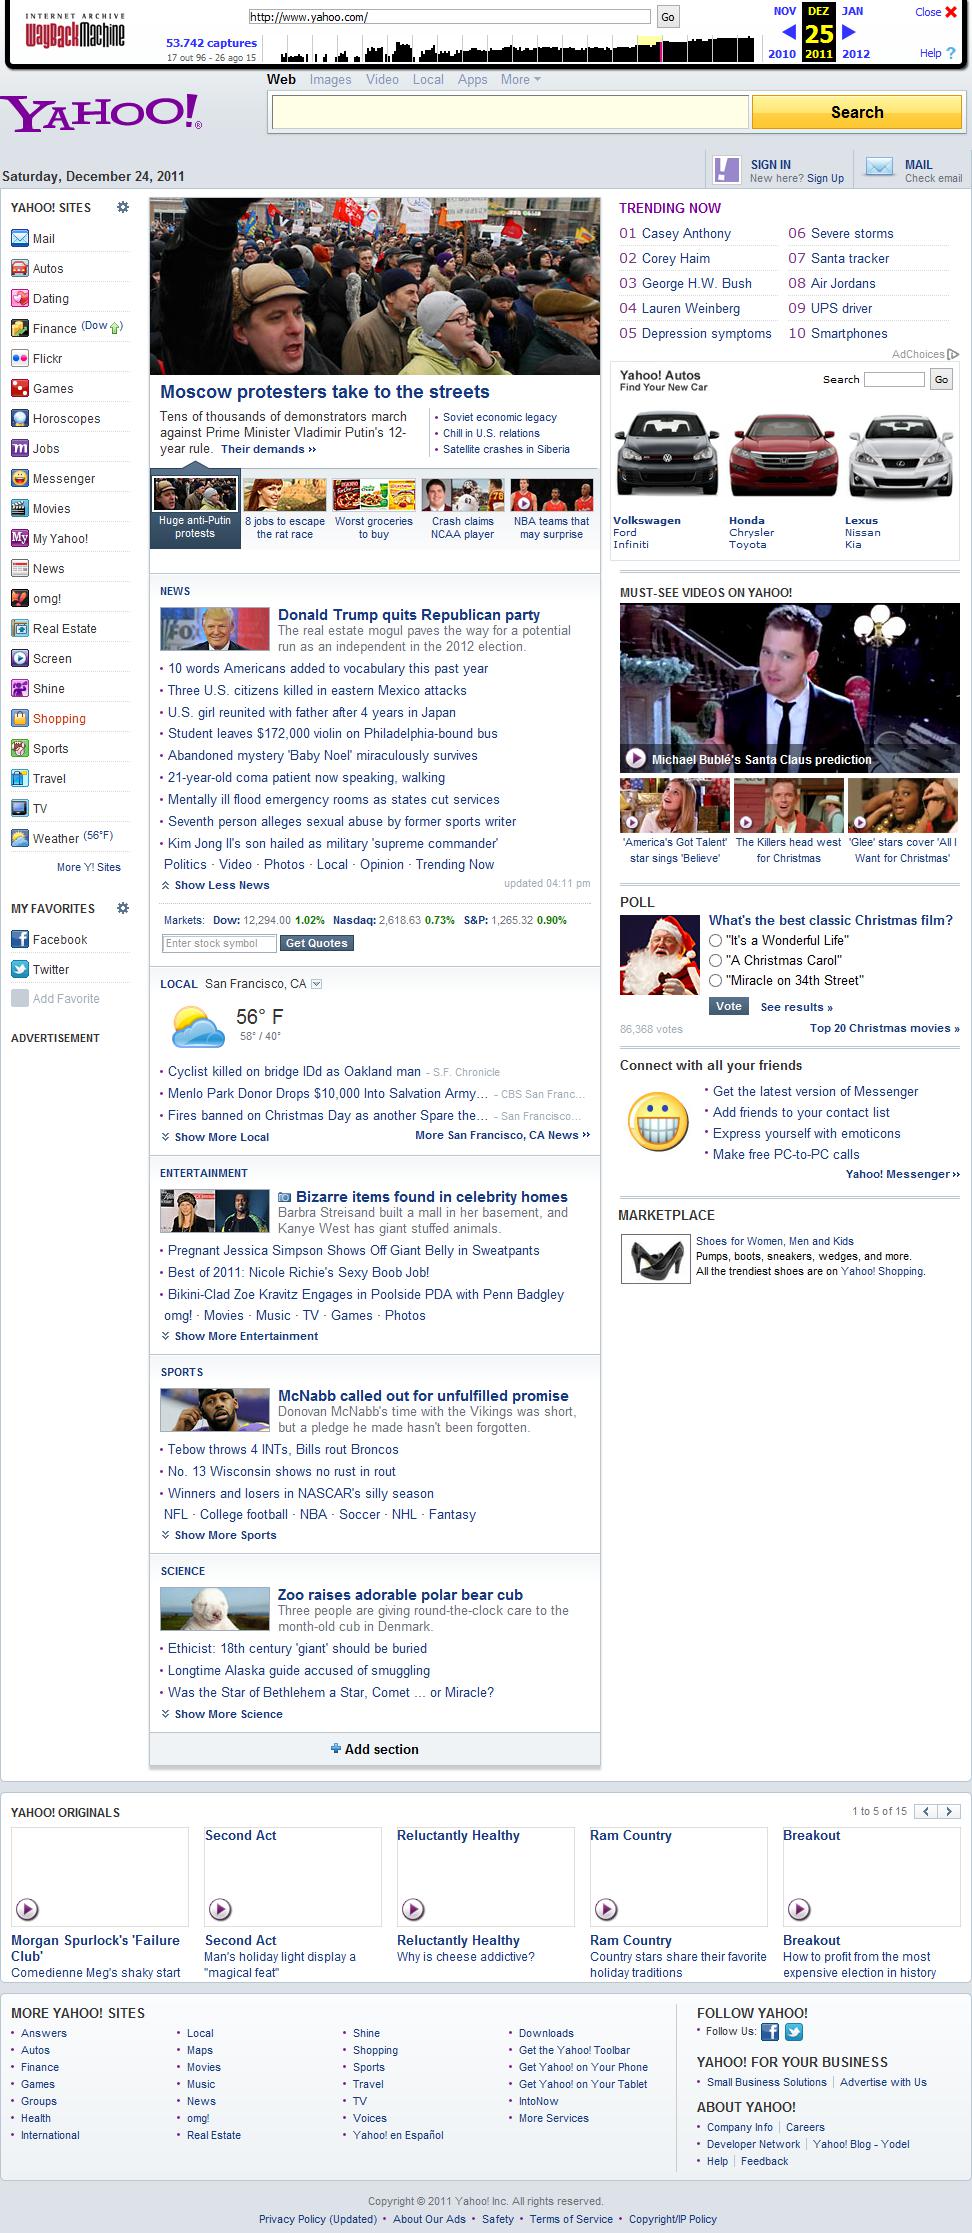 INTERNET ARCHIVE
WayBackMachine
http://www.yahoo.com/
Go
53.742 captures
17 out 96 - 26 ago 15
NOV DEZ JAN
25
2010 2011 2012
Close
Help ?
Web Images Video Local Apps More
YAHOO!
Search
Saturday, December 24, 2011
SIGN IN
New here? Sign Up
MAIL
Check email
YAHOO! SITES
Mail
Autos
Dating
Finance (Dow )
Flickr
Games
Horoscopes
Jobs
Messenger
Movies
My Yahoo!
News
omg!
Real Estate
Screen
Shine
Shopping
Sports
Travel
TV
Weather (56°F)
More Y! Sites
MY FAVORITES
Facebook
Twitter
Add Favorite
ADVERTISEMENT
Moscow protesters take to the streets
Tens of thousands of demonstrators march
against Prime Minister Vladimir Putin's 12-
year rule. Their demands »
• Soviet economic legacy
• Chill in U.S. relations
• Satellite crashes in Siberia
Huge anti-Putin
protests
8 jobs to escape
the rat race
Worst groceries
to buy
Crash claims
NCAA player
NBA teams that
may surprise
NEWS
Donald Trump quits Republican party
The real estate mogul paves the way for a potential
run as an independent in the 2012 election.
• 10 words Americans added to vocabulary this past year
• Three U.S. citizens killed in eastern Mexico attacks
• U.S. girl reunited with father after 4 years in Japan
• Student leaves $172,000 violin on Philadelphia-bound bus
• Abandoned mystery 'Baby Noel' miraculously survives
• 21-year-old coma patient now speaking, walking
• Mentally ill flood emergency rooms as states cut services
• Seventh person alleges sexual abuse by former sports writer
• Kim Jong Il's son hailed as military 'supreme commander'
Politics · Video · Photos · Local · Opinion · Trending Now
Show Less News
updated 04:11 pm
Markets: Dow: 12,294.00 1.02% Nasdaq: 2,618.63 0.73% S&P: 1,265.32 0.90%
Enter stock symbol
Get Quotes
LOCAL San Francisco, CA
56° F
58° / 40°
• Cyclist killed on bridge IDd as Oakland man - S.F. Chronicle
• Menlo Park Donor Drops $10,000 Into Salvation Army... - CBS San Franc...
• Fires banned on Christmas Day as another Spare the... - San Francisco...
Show More Local
More San Francisco, CA News »
ENTERTAINMENT
Bizarre items found in celebrity homes
Barbra Streisand built a mall in her basement, and
Kanye West has giant stuffed animals.
• Pregnant Jessica Simpson Shows Off Giant Belly in Sweatpants
• Best of 2011: Nicole Richie's Sexy Boob Job!
• Bikini-Clad Zoe Kravitz Engages in Poolside PDA with Penn Badgley
omg! · Movies · Music · TV · Games · Photos
Show More Entertainment
SPORTS
McNabb called out for unfulfilled promise
Donovan McNabb's time with the Vikings was short,
but a pledge he made hasn't been forgotten.
• Tebow throws 4 INTs, Bills rout Broncos
• No. 13 Wisconsin shows no rust in rout
• Winners and losers in NASCAR's silly season
NFL · College football · NBA · Soccer · NHL · Fantasy
Show More Sports
SCIENCE
Zoo raises adorable polar bear cub
Three people are giving round-the-clock care to the
month-old cub in Denmark.
• Ethicist: 18th century 'giant' should be buried
• Longtime Alaska guide accused of smuggling
• Was the Star of Bethlehem a Star, Comet ... or Miracle?
Show More Science
Add section
TRENDING NOW
01 Casey Anthony
02 Corey Haim
03 George H.W. Bush
04 Lauren Weinberg
05 Depression symptoms
06 Severe storms
07 Santa tracker
08 Air Jordans
09 UPS driver
10 Smartphones
AdChoices
Yahoo! Autos
Find Your New Car
Search
Go
Volkswagen
Ford
Infiniti
Honda
Chrysler
Toyota
Lexus
Nissan
Kia
MUST-SEE VIDEOS ON YAHOO!
Michael Bublé's Santa Claus prediction
'America's Got Talent'
star sings 'Believe'
The Killers head west
for Christmas
'Glee' stars cover 'All I
Want for Christmas'
POLL
What's the best classic Christmas film?
"It's a Wonderful Life"
"A Christmas Carol"
"Miracle on 34th Street"
Vote
See results »
86,368 votes
Top 20 Christmas movies »
Connect with all your friends
• Get the latest version of Messenger
• Add friends to your contact list
• Express yourself with emoticons
• Make free PC-to-PC calls
Yahoo! Messenger »
MARKETPLACE
Shoes for Women, Men and Kids
Pumps, boots, sneakers, wedges, and more.
All the trendiest shoes are on Yahoo! Shopping.
YAHOO! ORIGINALS
1 to 5 of 15
Morgan Spurlock's 'Failure
Club'
Comedienne Meg's shaky start
Second Act
Second Act
Man's holiday light display a
"magical feat"
Reluctantly Healthy
Reluctantly Healthy
Why is cheese addictive?
Ram Country
Ram Country
Country stars share their favorite
holiday traditions
Breakout
Breakout
How to profit from the most
expensive election in history
MORE YAHOO! SITES
• Answers
• Autos
• Finance
• Games
• Groups
• Health
• International
• Local
• Maps
• Movies
• Music
• News
• omg!
• Real Estate
• Shine
• Shopping
• Sports
• Travel
• TV
• Voices
• Yahoo! en Español
• Downloads
• Get the Yahoo! Toolbar
• Get Yahoo! on Your Phone
• Get Yahoo! on Your Tablet
• IntoNow
• More Services
FOLLOW YAHOO!
• Follow Us:
YAHOO! FOR YOUR BUSINESS
• Small Business Solutions | Advertise with Us
ABOUT YAHOO!
• Company Info | Careers
• Developer Network | Yahoo! Blog - Yodel
• Help | Feedback
Copyright © 2011 Yahoo! Inc. All rights reserved.
Privacy Policy (Updated) • About Our Ads • Safety • Terms of Service • Copyright/IP Policy